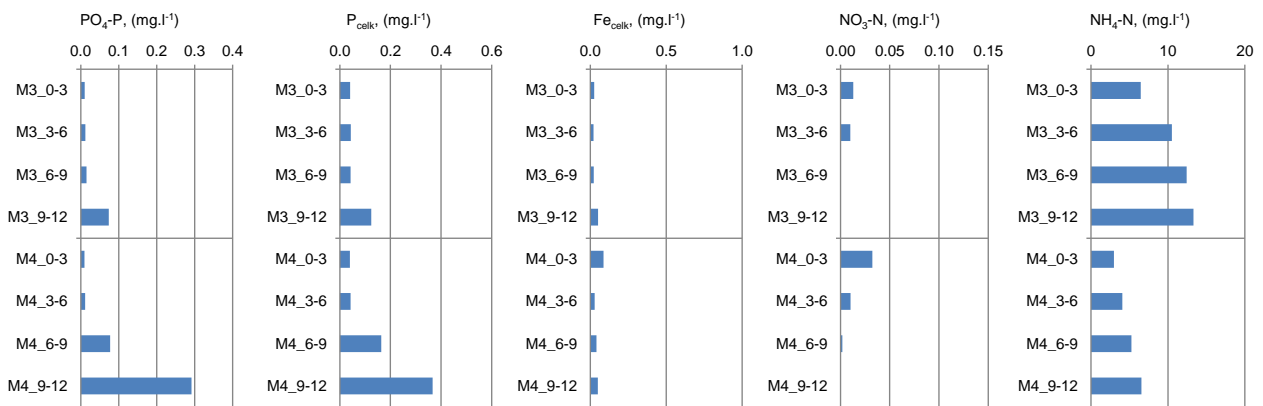 PO₄-P, (mg.l⁻¹) P_celk, (mg.l⁻¹) Fe_celk, (mg.l⁻¹) NO₃-N, (mg.l⁻¹) NH₄-N, (mg.l⁻¹)
0.0 0.1 0.2 0.3 0.4 0.0 0.2 0.4 0.6 0.0 0.5 1.0 0.00 0.05 0.10 0.15 0 10 20
M3_0-3 M3_0-3 M3_0-3 M3_0-3 M3_0-3
M3_3-6 M3_3-6 M3_3-6 M3_3-6 M3_3-6
M3_6-9 M3_6-9 M3_6-9 M3_6-9 M3_6-9
M3_9-12 M3_9-12 M3_9-12 M3_9-12 M3_9-12
M4_0-3 M4_0-3 M4_0-3 M4_0-3 M4_0-3
M4_3-6 M4_3-6 M4_3-6 M4_3-6 M4_3-6
M4_6-9 M4_6-9 M4_6-9 M4_6-9 M4_6-9
M4_9-12 M4_9-12 M4_9-12 M4_9-12 M4_9-12